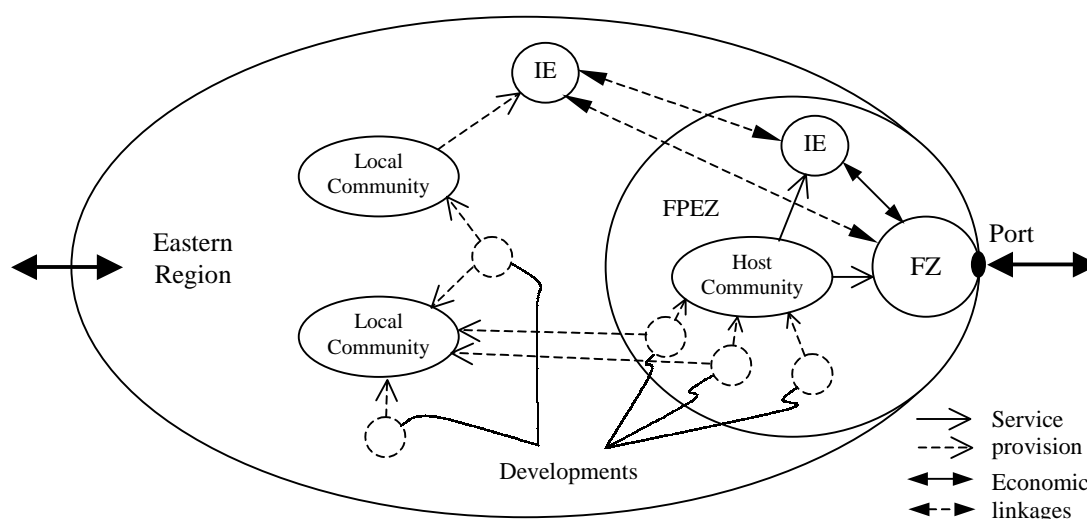 IE
IE
Local
Community
FPEZ
Port
Eastern
Region
Host
Community
FZ
Local
Community
Service
provision
Developments
Economic
linkages